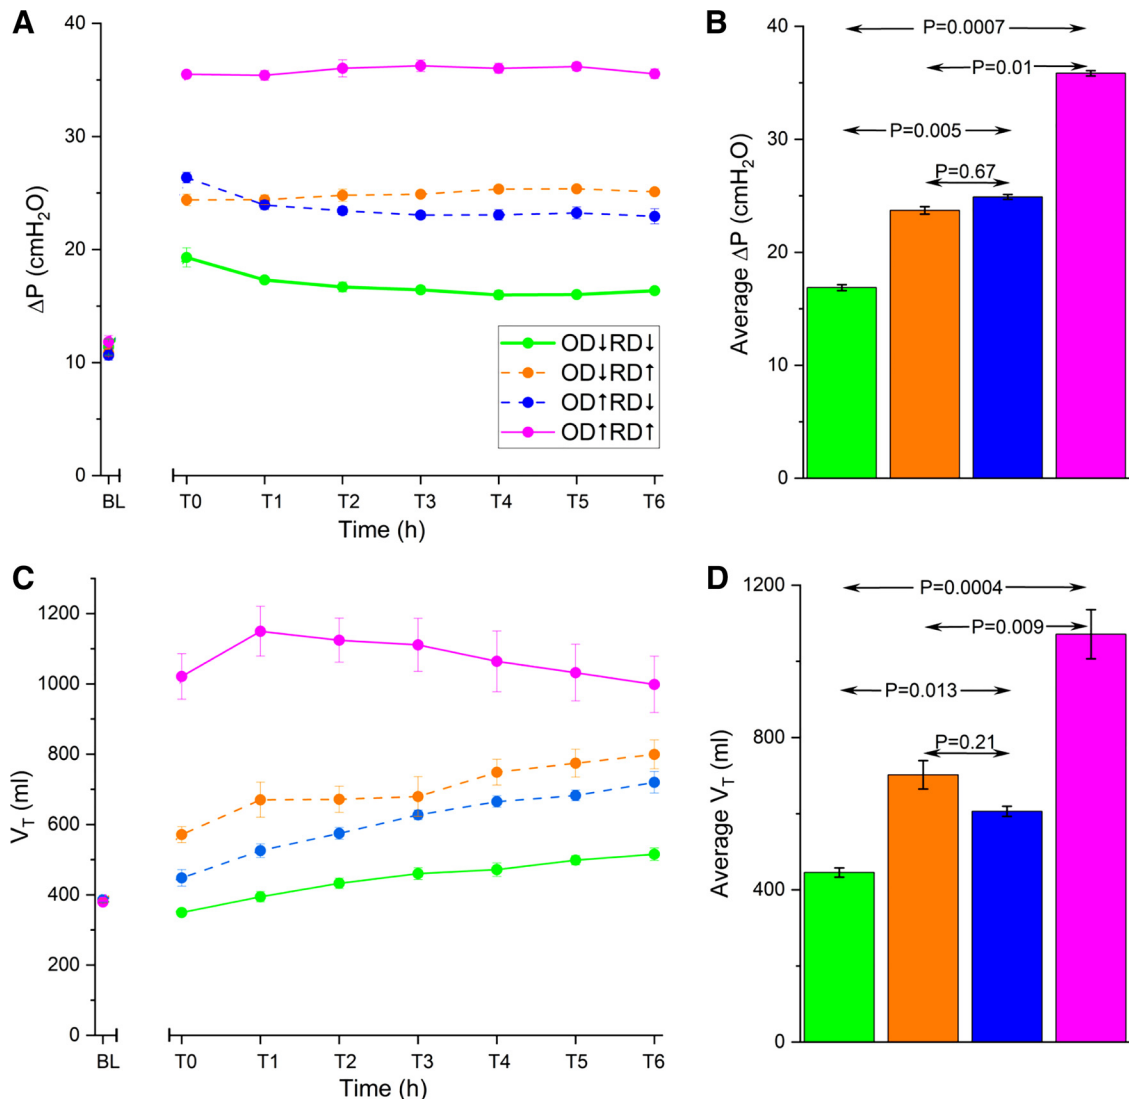 A
40
30
20
10
0
ΔP (cmH2O)
BL
T0 T1 T2 T3 T4 T5 T6
Time (h)
OD↓RD↓
OD↓RD↑
OD↑RD↓
OD↑RD↑
B
40
30
20
10
0
Average ΔP (cmH2O)
P=0.0007
P=0.01
P=0.005
P=0.67
C
1200
1000
800
600
400
200
0
VT (ml)
BL
T0 T1 T2 T3 T4 T5 T6
Time (h)
D
1200
800
400
0
Average VT (ml)
P=0.0004
P=0.009
P=0.013
P=0.21